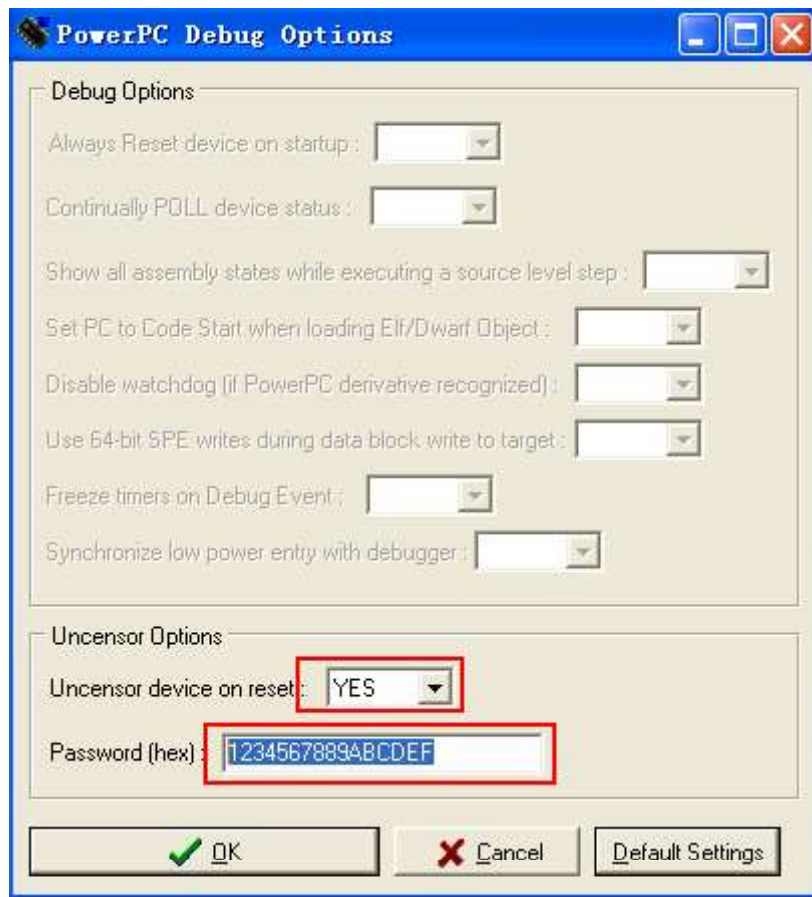 PowerPC Debug Options
Debug Options
Always Reset device on startup :
Continually POLL device status :
Show all assembly states while executing a source level step :
Set PC to Code Start when loading Elf/Dwarf Object :
Disable watchdog (if PowerPC derivative recognized) :
Use 64-bit SPE writes during data block write to target :
Freeze timers on Debug Event :
Synchronize low power entry with debugger :
Uncensor Options
Uncensor device on reset : YES
Password (hex) : 1234567889ABCDEF
OK Cancel Default Settings